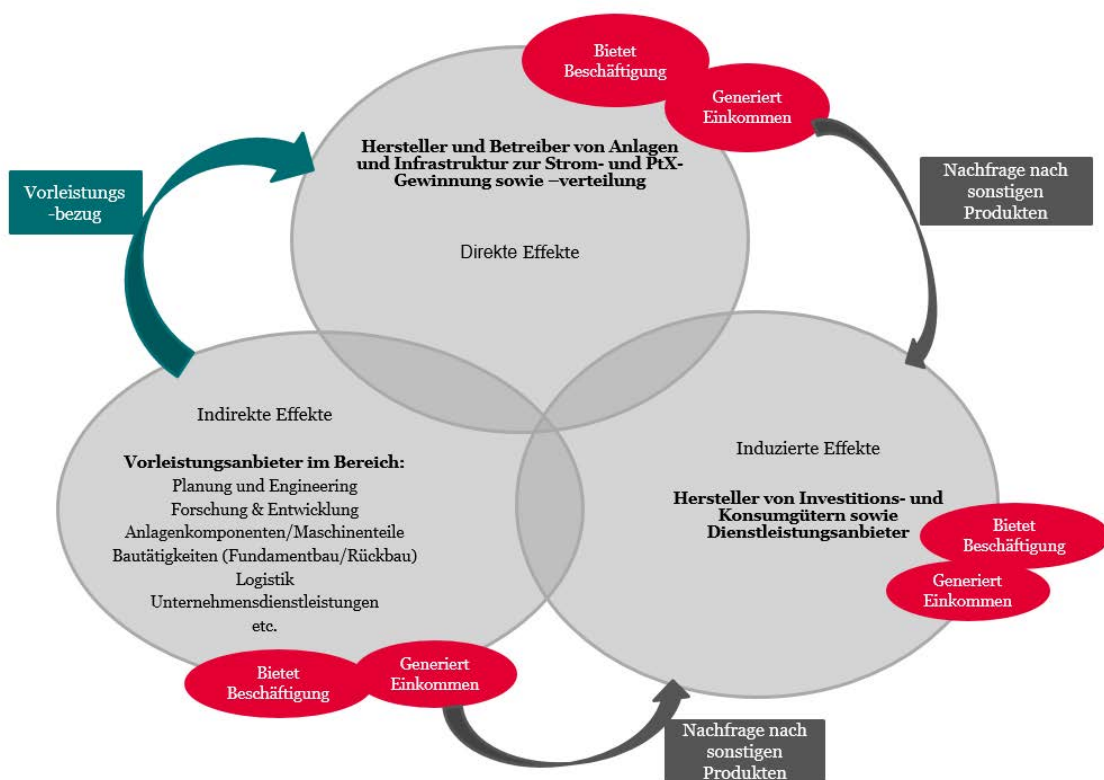 Bietet
Beschäftigung
Generiert
Einkommen
Hersteller und Betreiber von Anlagen
und Infrastruktur zur Strom- und PtX-
Gewinnung sowie –verteilung
Direkte Effekte
Vorleistungs
-bezug
Nachfrage nach
sonstigen
Produkten
Indirekte Effekte
Vorleistungsanbieter im Bereich:
Planung und Engineering
Forschung & Entwicklung
Anlagenkomponenten/Maschinenteile
Bautätigkeiten (Fundamentbau/Rückbau)
Logistik
Unternehmensdienstleistungen
etc.
Bietet
Beschäftigung
Generiert
Einkommen
Induzierte Effekte
Hersteller von Investitions- und
Konsumgütern sowie
Dienstleistungsanbieter
Bietet
Beschäftigung
Generiert
Einkommen
Nachfrage nach
sonstigen
Produkten